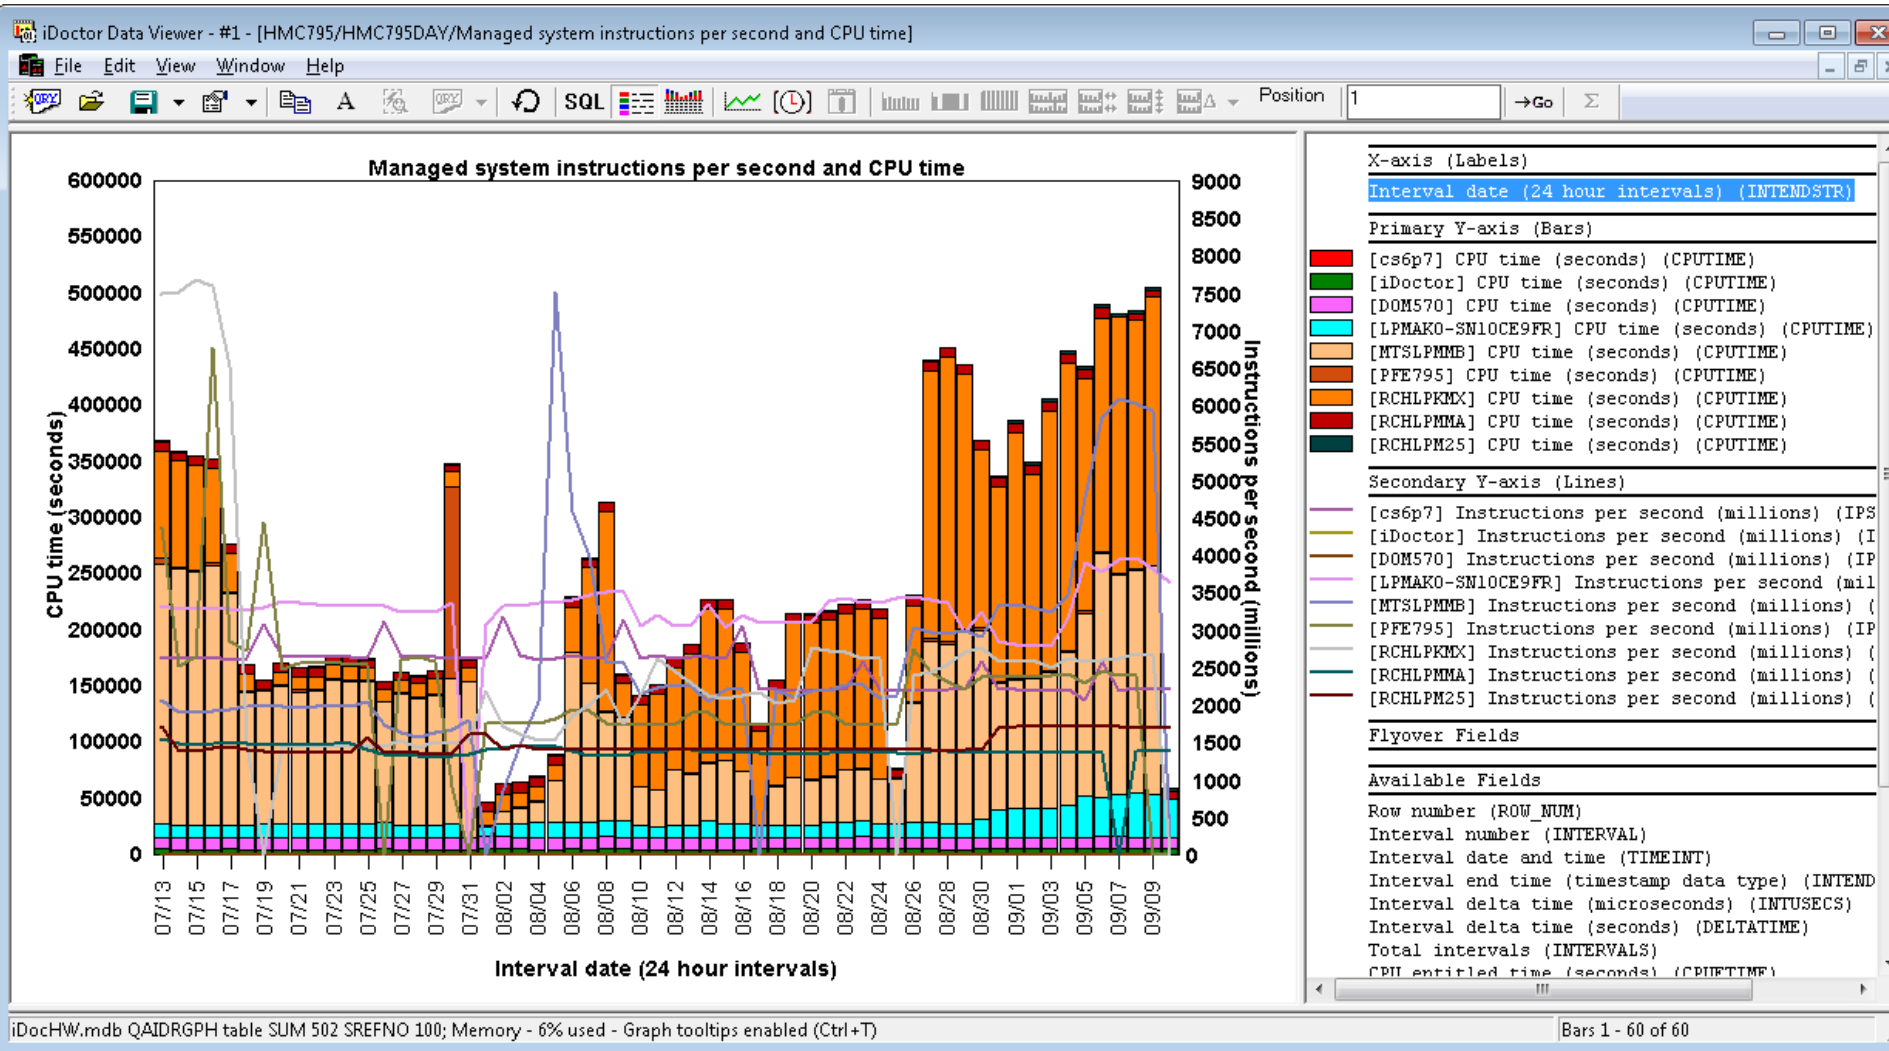 iDoctor Data Viewer - #1 - [HMC795/HMC795DAY/Managed system instructions per second and CPU time]
File Edit View Window Help
QRY A QRY SQL Position 1 →Go Σ
Managed system instructions per second and CPU time
600000
550000
500000
450000
400000
350000
300000
250000
200000
150000
100000
50000
0
CPU time (seconds)
9000
8500
8000
7500
7000
6500
6000
5500
5000
4500
4000
3500
3000
2500
2000
1500
1000
500
0
Instructions per second (millions)
07/13
07/15
07/17
07/19
07/21
07/23
07/25
07/27
07/29
07/31
08/02
08/04
08/06
08/08
08/10
08/12
08/14
08/16
08/18
08/20
08/22
08/24
08/26
08/28
08/30
09/01
09/03
09/05
09/07
09/09
Interval date (24 hour intervals)
X-axis (Labels)
Interval date (24 hour intervals) (INTENDSTR)
Primary Y-axis (Bars)
[cs6p7] CPU time (seconds) (CPUTIME)
[iDoctor] CPU time (seconds) (CPUTIME)
[DOM570] CPU time (seconds) (CPUTIME)
[LPMAKO-SN10CE9FR] CPU time (seconds) (CPUTIME)
[MTSLPMMB] CPU time (seconds) (CPUTIME)
[PFE795] CPU time (seconds) (CPUTIME)
[RCHLPKMX] CPU time (seconds) (CPUTIME)
[RCHLPMMA] CPU time (seconds) (CPUTIME)
[RCHLPM25] CPU time (seconds) (CPUTIME)
Secondary Y-axis (Lines)
[cs6p7] Instructions per second (millions) (IPS
[iDoctor] Instructions per second (millions) (I
[DOM570] Instructions per second (millions) (IP
[LPMAKO-SN10CE9FR] Instructions per second (mil
[MTSLPMMB] Instructions per second (millions) (
[PFE795] Instructions per second (millions) (IP
[RCHLPKMX] Instructions per second (millions) (
[RCHLPMMA] Instructions per second (millions) (
[RCHLPM25] Instructions per second (millions) (
Flyover Fields
Available Fields
Row number (ROW_NUM)
Interval number (INTERVAL)
Interval date and time (TIMEINT)
Interval end time (timestamp data type) (INTEND
Interval delta time (microseconds) (INTUSECS)
Interval delta time (seconds) (DELTATIME)
Total intervals (INTERVALS)
CPU entitled time (seconds) (CPUETIME)
iDocHW.mdb QAIDRGPH table SUM 502 SREFNO 100; Memory - 6% used - Graph tooltips enabled (Ctrl+T)
Bars 1 - 60 of 60